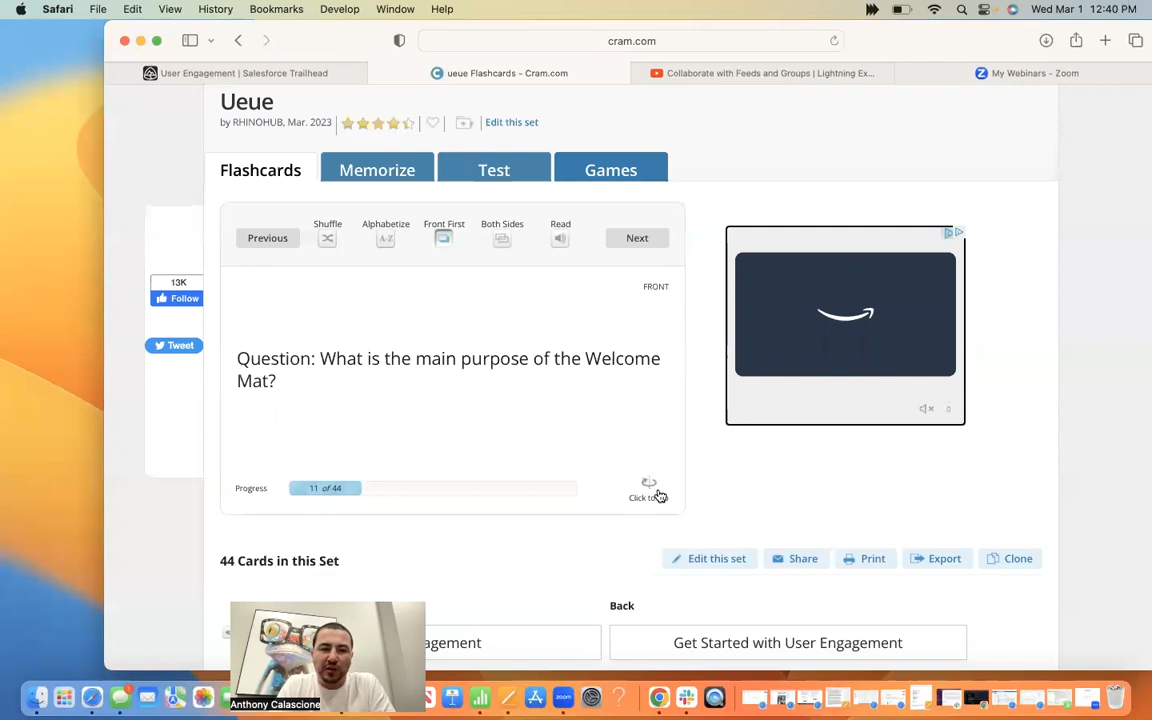 Safari File Edit View History Bookmarks Develop Window Help Wed Mar 1 12:40 PM
cram.com
User Engagement | Salesforce Trailhead
ueue Flashcards - Cram.com
Collaborate with Feeds and Groups | Lightning Ex...
My Webinars - Zoom
Ueue
by RHINOHUB, Mar. 2023
Edit this set
Flashcards Memorize Test Games
Shuffle Alphabetize Front First Both Sides Read
Previous A-Z Next
13K
Follow
Tweet
FRONT
Question: What is the main purpose of the Welcome
Mat?
Progress 11 of 44
Click to
44 Cards in this Set
Edit this set Share Print Export Clone
Back
agement
Get Started with User Engagement
Anthony Calascione